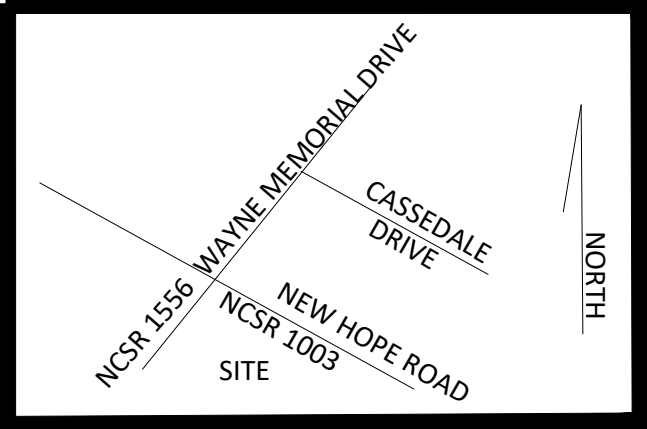 WAYNE MEMORIAL DRIVE
CASSEDALE
DRIVE
NORTH
NCSR 1556
NEW HOPE ROAD
NCSR 1003
SITE